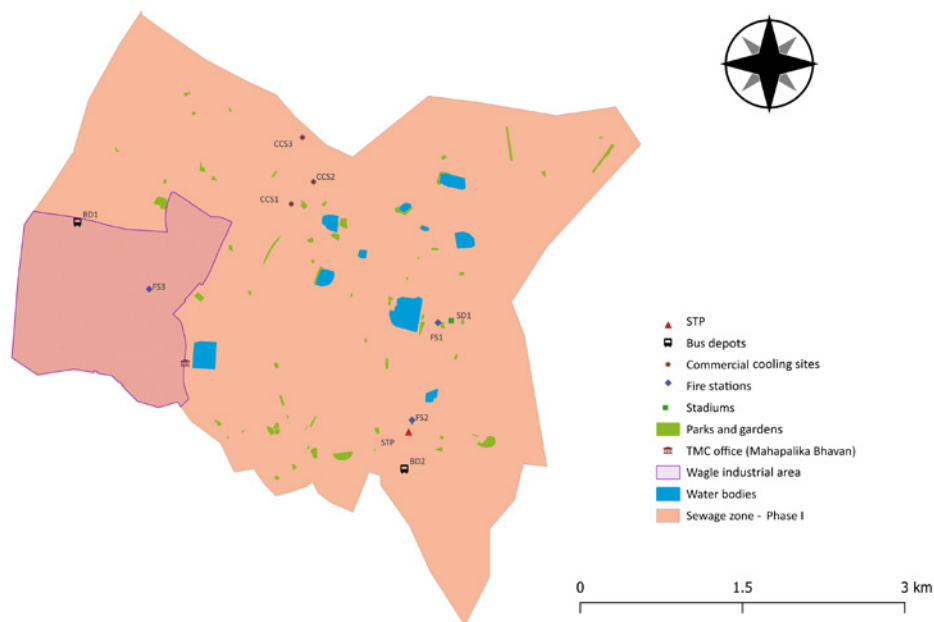 CCS3
CCS2
CCS1
BD1
FS3
SD1
FS1
FS2
STP
BD2
STP
Bus depots
Commercial cooling sites
Fire stations
Stadiums
Parks and gardens
TMC office (Mahapalika Bhavan)
Wagle industrial area
Water bodies
Sewage zone - Phase I
0 1.5 3 km